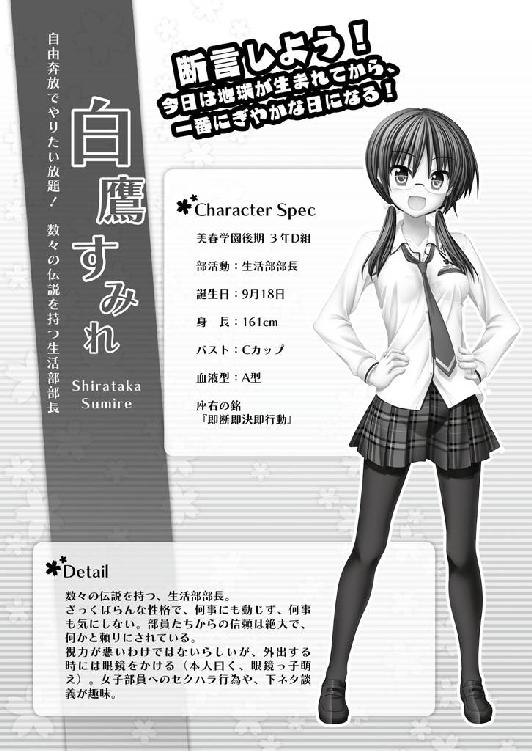 断言しよう！
今日は地球が生まれてから、
一番にぎやかな日になる！
自由奔放でやりたい放題！　数々の伝説を持つ生活部部長
白鷹すみれ
Shirataka
Sumire
Character Spec
美春学園後期 ３年D組
部活動：生活部部長
誕生日：9月18日
身　長：161cm
バスト：Cカップ
血液型：A型
座右の銘
『即断即決即行動』
Detail
数々の伝説を持つ、生活部部長。
ざっくばらんな性格で、何事にも動じず、何事
も気にしない。部員たちからの信頼は絶大で、
何かと頼りにされている。
視力が悪いわけではないらしいが、外出する
時には眼鏡をかける（本人曰く、眼鏡っ子萌
え）。女子部員へのセクハラ行為や、下ネタ談
義が趣味。